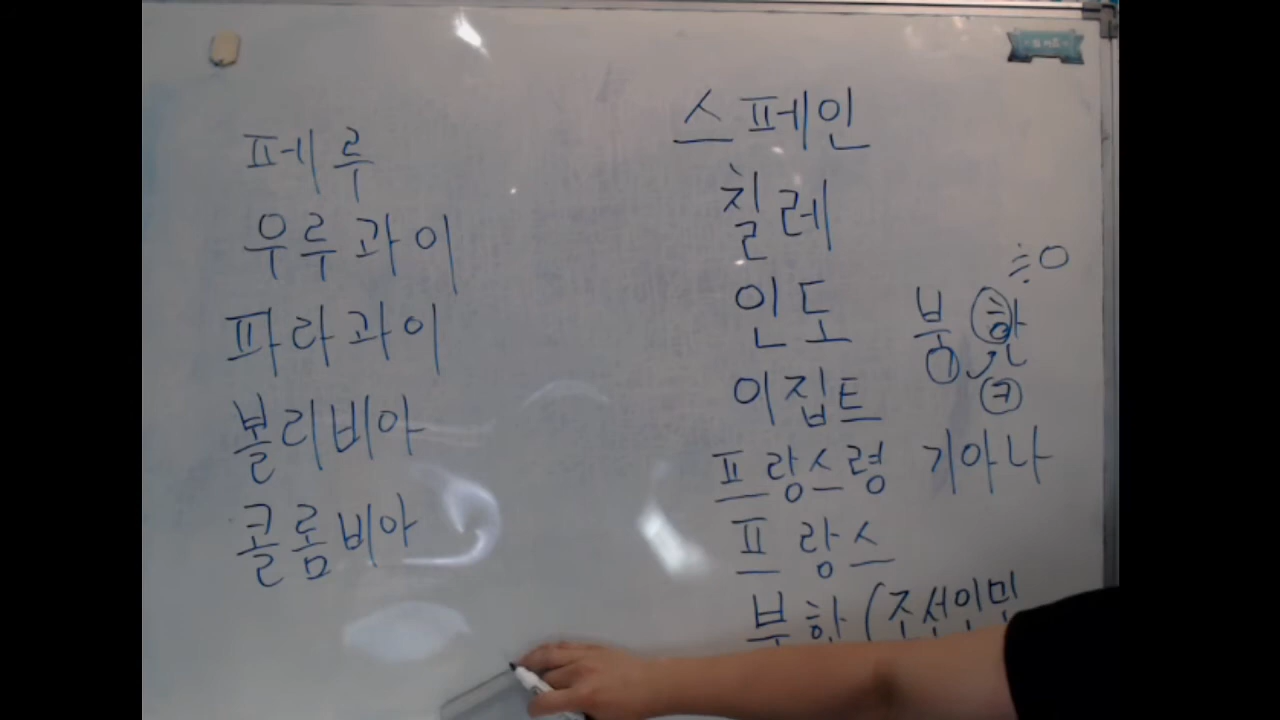 페루
우루과이
파라과이
볼리비아
콜롬비아
스페인
칠레
인도
이집트
프랑스령 기아나
프랑스
북한(조선인민
붕 한
ㅋ